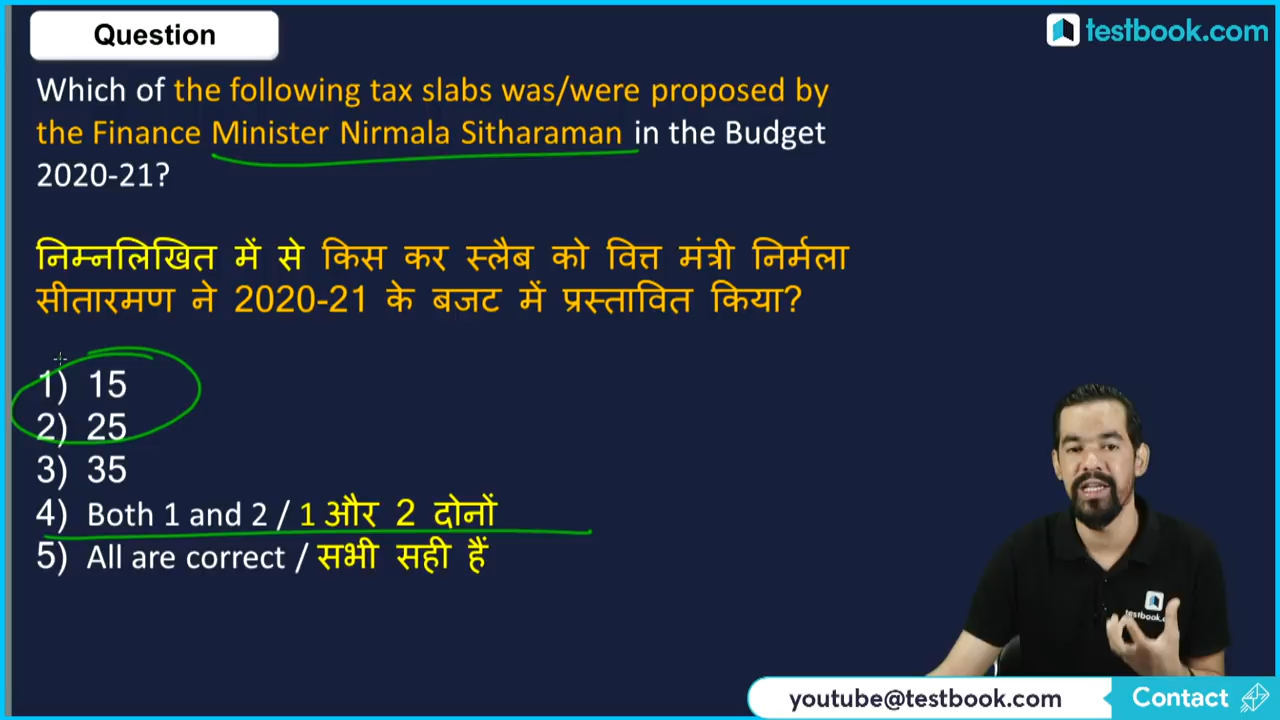 Question
testbook.com
Which of the following tax slabs was/were proposed by
the Finance Minister Nirmala Sitharaman in the Budget
2020-21?
निम्नलिखित में से किस कर स्लैब को वित्त मंत्री निर्मला
सीतारमण ने 2020-21 के बजट में प्रस्तावित किया?
1) 15
2) 25
3) 35
4) Both 1 and 2 / 1 और 2 दोनों
5) All are correct / सभी सही हैं
youtube@testbook.com
Contact